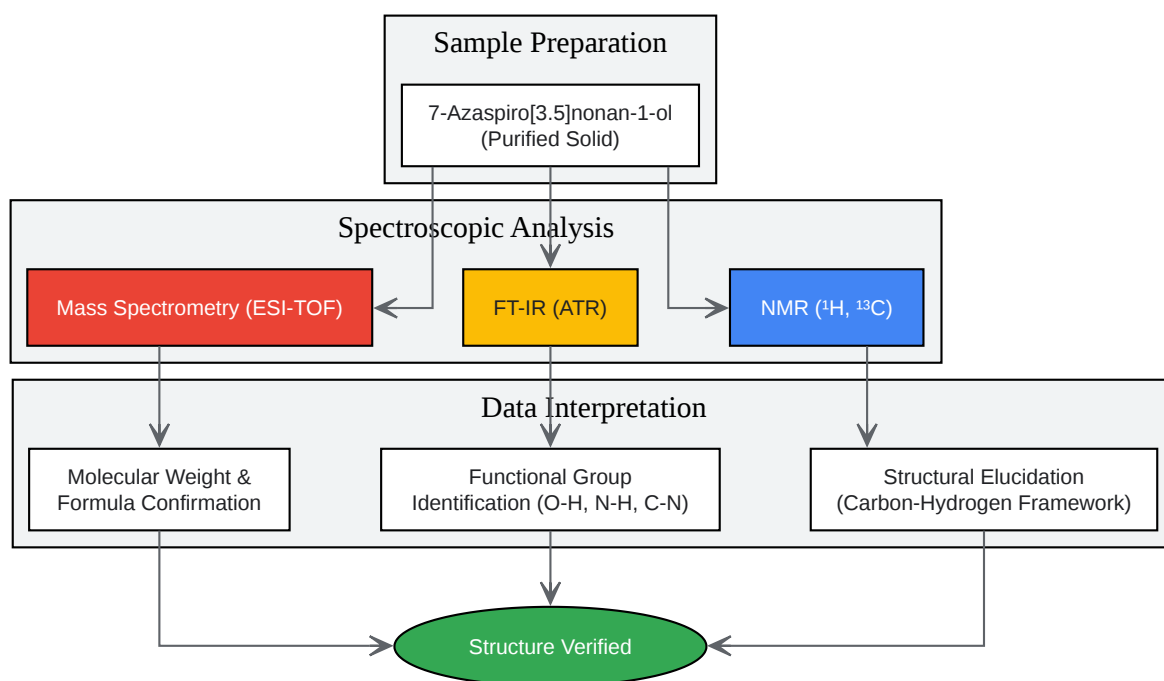 Sample Preparation
7-Azaspiro[3.5]nonan-1-ol
(Purified Solid)
Spectroscopic Analysis
Mass Spectrometry (ESI-TOF)
FT-IR (ATR)
NMR (¹H, ¹³C)
Data Interpretation
Molecular Weight &
Formula Confirmation
Functional Group
Identification (O-H, N-H, C-N)
Structural Elucidation
(Carbon-Hydrogen Framework)
Structure Verified